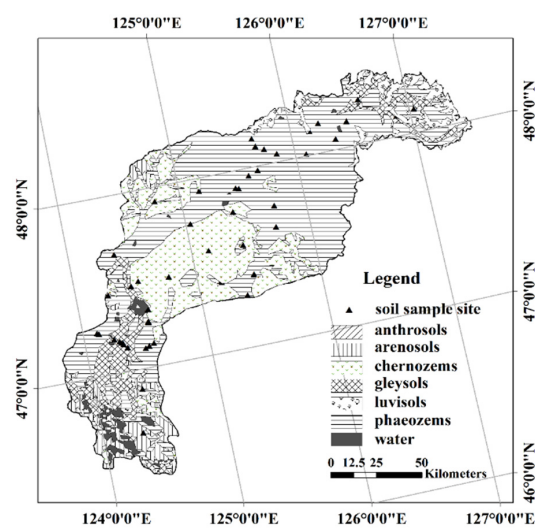 125°0'0"E 126°0'0"E 127°0'0"E
48°0'0"N
48°0'0"N
47°0'0"N
47°0'0"N
46°0'0"N
Legend
soil sample site
anthrosols
arenosols
chernozems
gleysols
luvisols
phaeozems
water
0 12.5 25 50
Kilometers
124°0'0"E 125°0'0"E 126°0'0"E 127°0'0"E